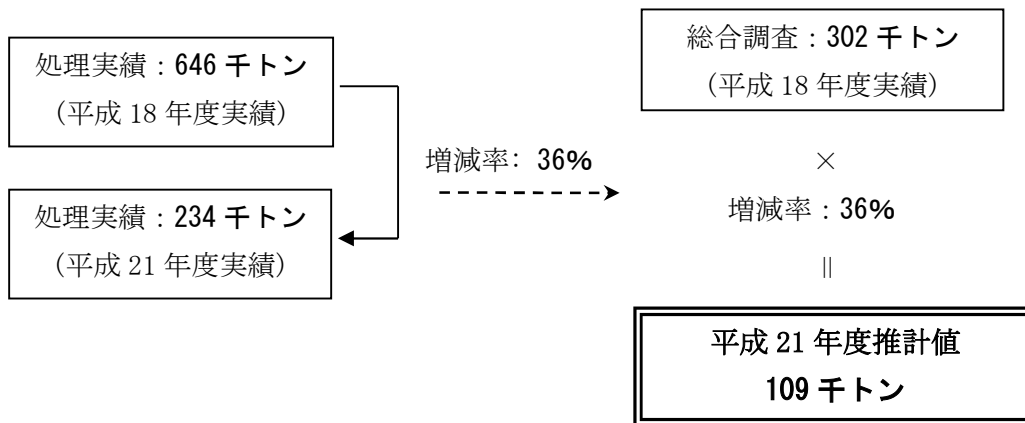 処理実績：646 千トン
(平成 18 年度実績)
処理実績：234 千トン
(平成 21 年度実績)
増減率： 36%
総合調査：302 千トン
(平成 18 年度実績)
×
増減率：36%
||
平成 21 年度推計値
109 千トン